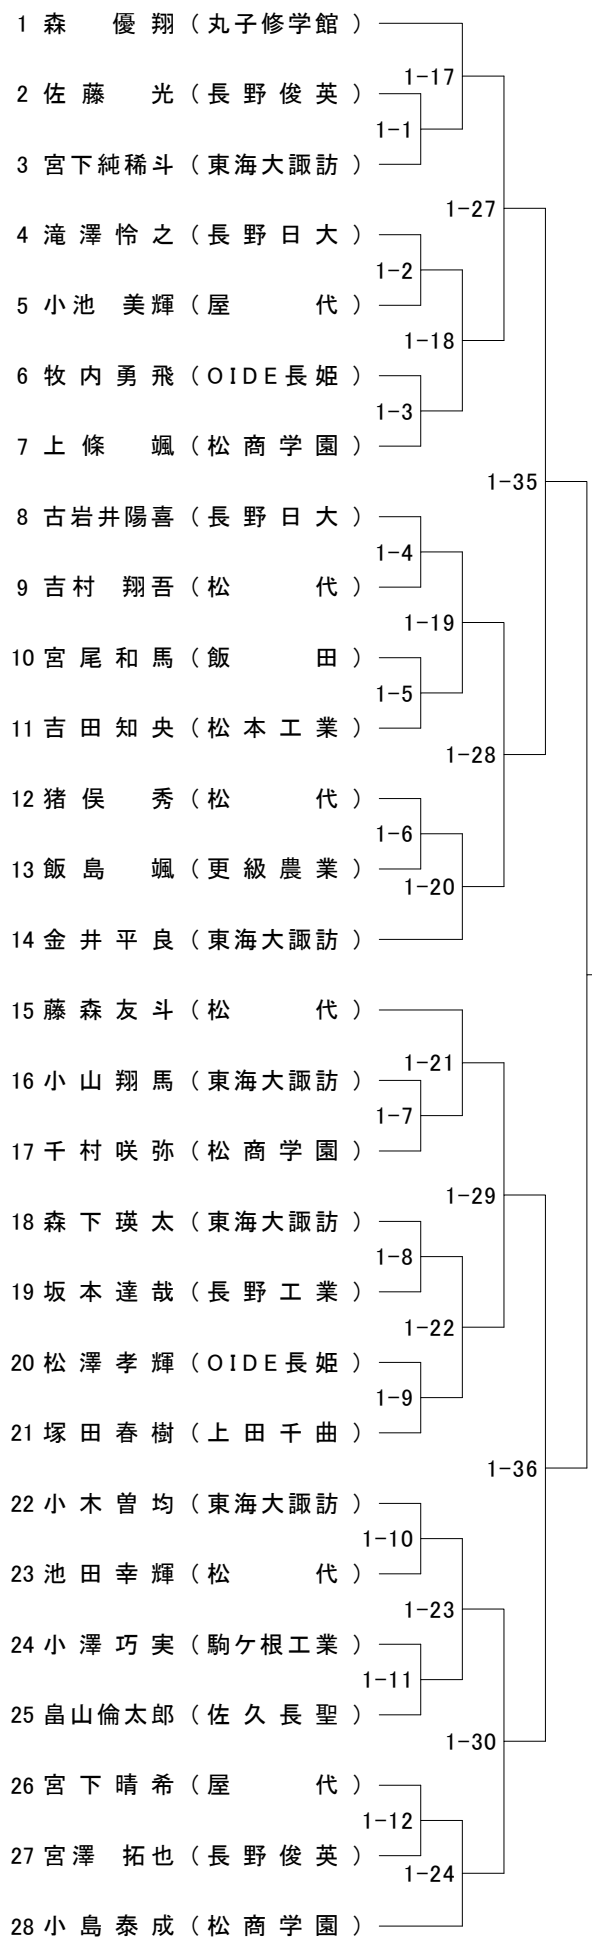 1 森 優 翔 ( 丸子修学館 )
1-17
2 佐 藤 光 ( 長 野 俊 英 )
1-1
3 宮下純稀斗 ( 東海大諏訪 )
1-27
4 滝 澤 怜 之 ( 長 野 日 大 )
1-2
5 小池 美輝 ( 屋 代 )
1-18
6 牧 内 勇 飛 ( OIDE長姫 )
1-3
7 上 條 颯 ( 松 商 学 園 )
1-35
8 古岩井陽喜 ( 長 野 日 大 )
1-4
9 吉村 翔吾 ( 松 代 )
1-19
10 宮 尾 和 馬 ( 飯 田 )
1-5
11 吉 田 知 央 ( 松 本 工 業 )
1-28
12 猪 俣 秀 ( 松 代 )
1-6
13 飯 島 颯 ( 更 級 農 業 )
1-20
14 金 井 平 良 ( 東海大諏訪 )
15 藤 森 友 斗 ( 松 代 )
1-21
16 小 山 翔 馬 ( 東海大諏訪 )
1-7
17 千 村 咲 弥 ( 松 商 学 園 )
1-29
18 森 下 瑛 太 ( 東海大諏訪 )
1-8
19 坂 本 達 哉 ( 長 野 工 業 )
1-22
20 松 澤 孝 輝 ( OIDE長姫 )
1-9
21 塚 田 春 樹 ( 上 田 千 曲 )
1-36
22 小 木 曽 均 ( 東海大諏訪 )
1-10
23 池 田 幸 輝 ( 松 代 )
1-23
24 小 澤 巧 実 ( 駒ケ根工業 )
1-11
25 畠山倫太郎 ( 佐 久 長 聖 )
1-30
26 宮 下 晴 希 ( 屋 代 )
1-12
27 宮澤 拓也 ( 長 野 俊 英 )
1-24
28 小 島 泰 成 ( 松 商 学 園 )